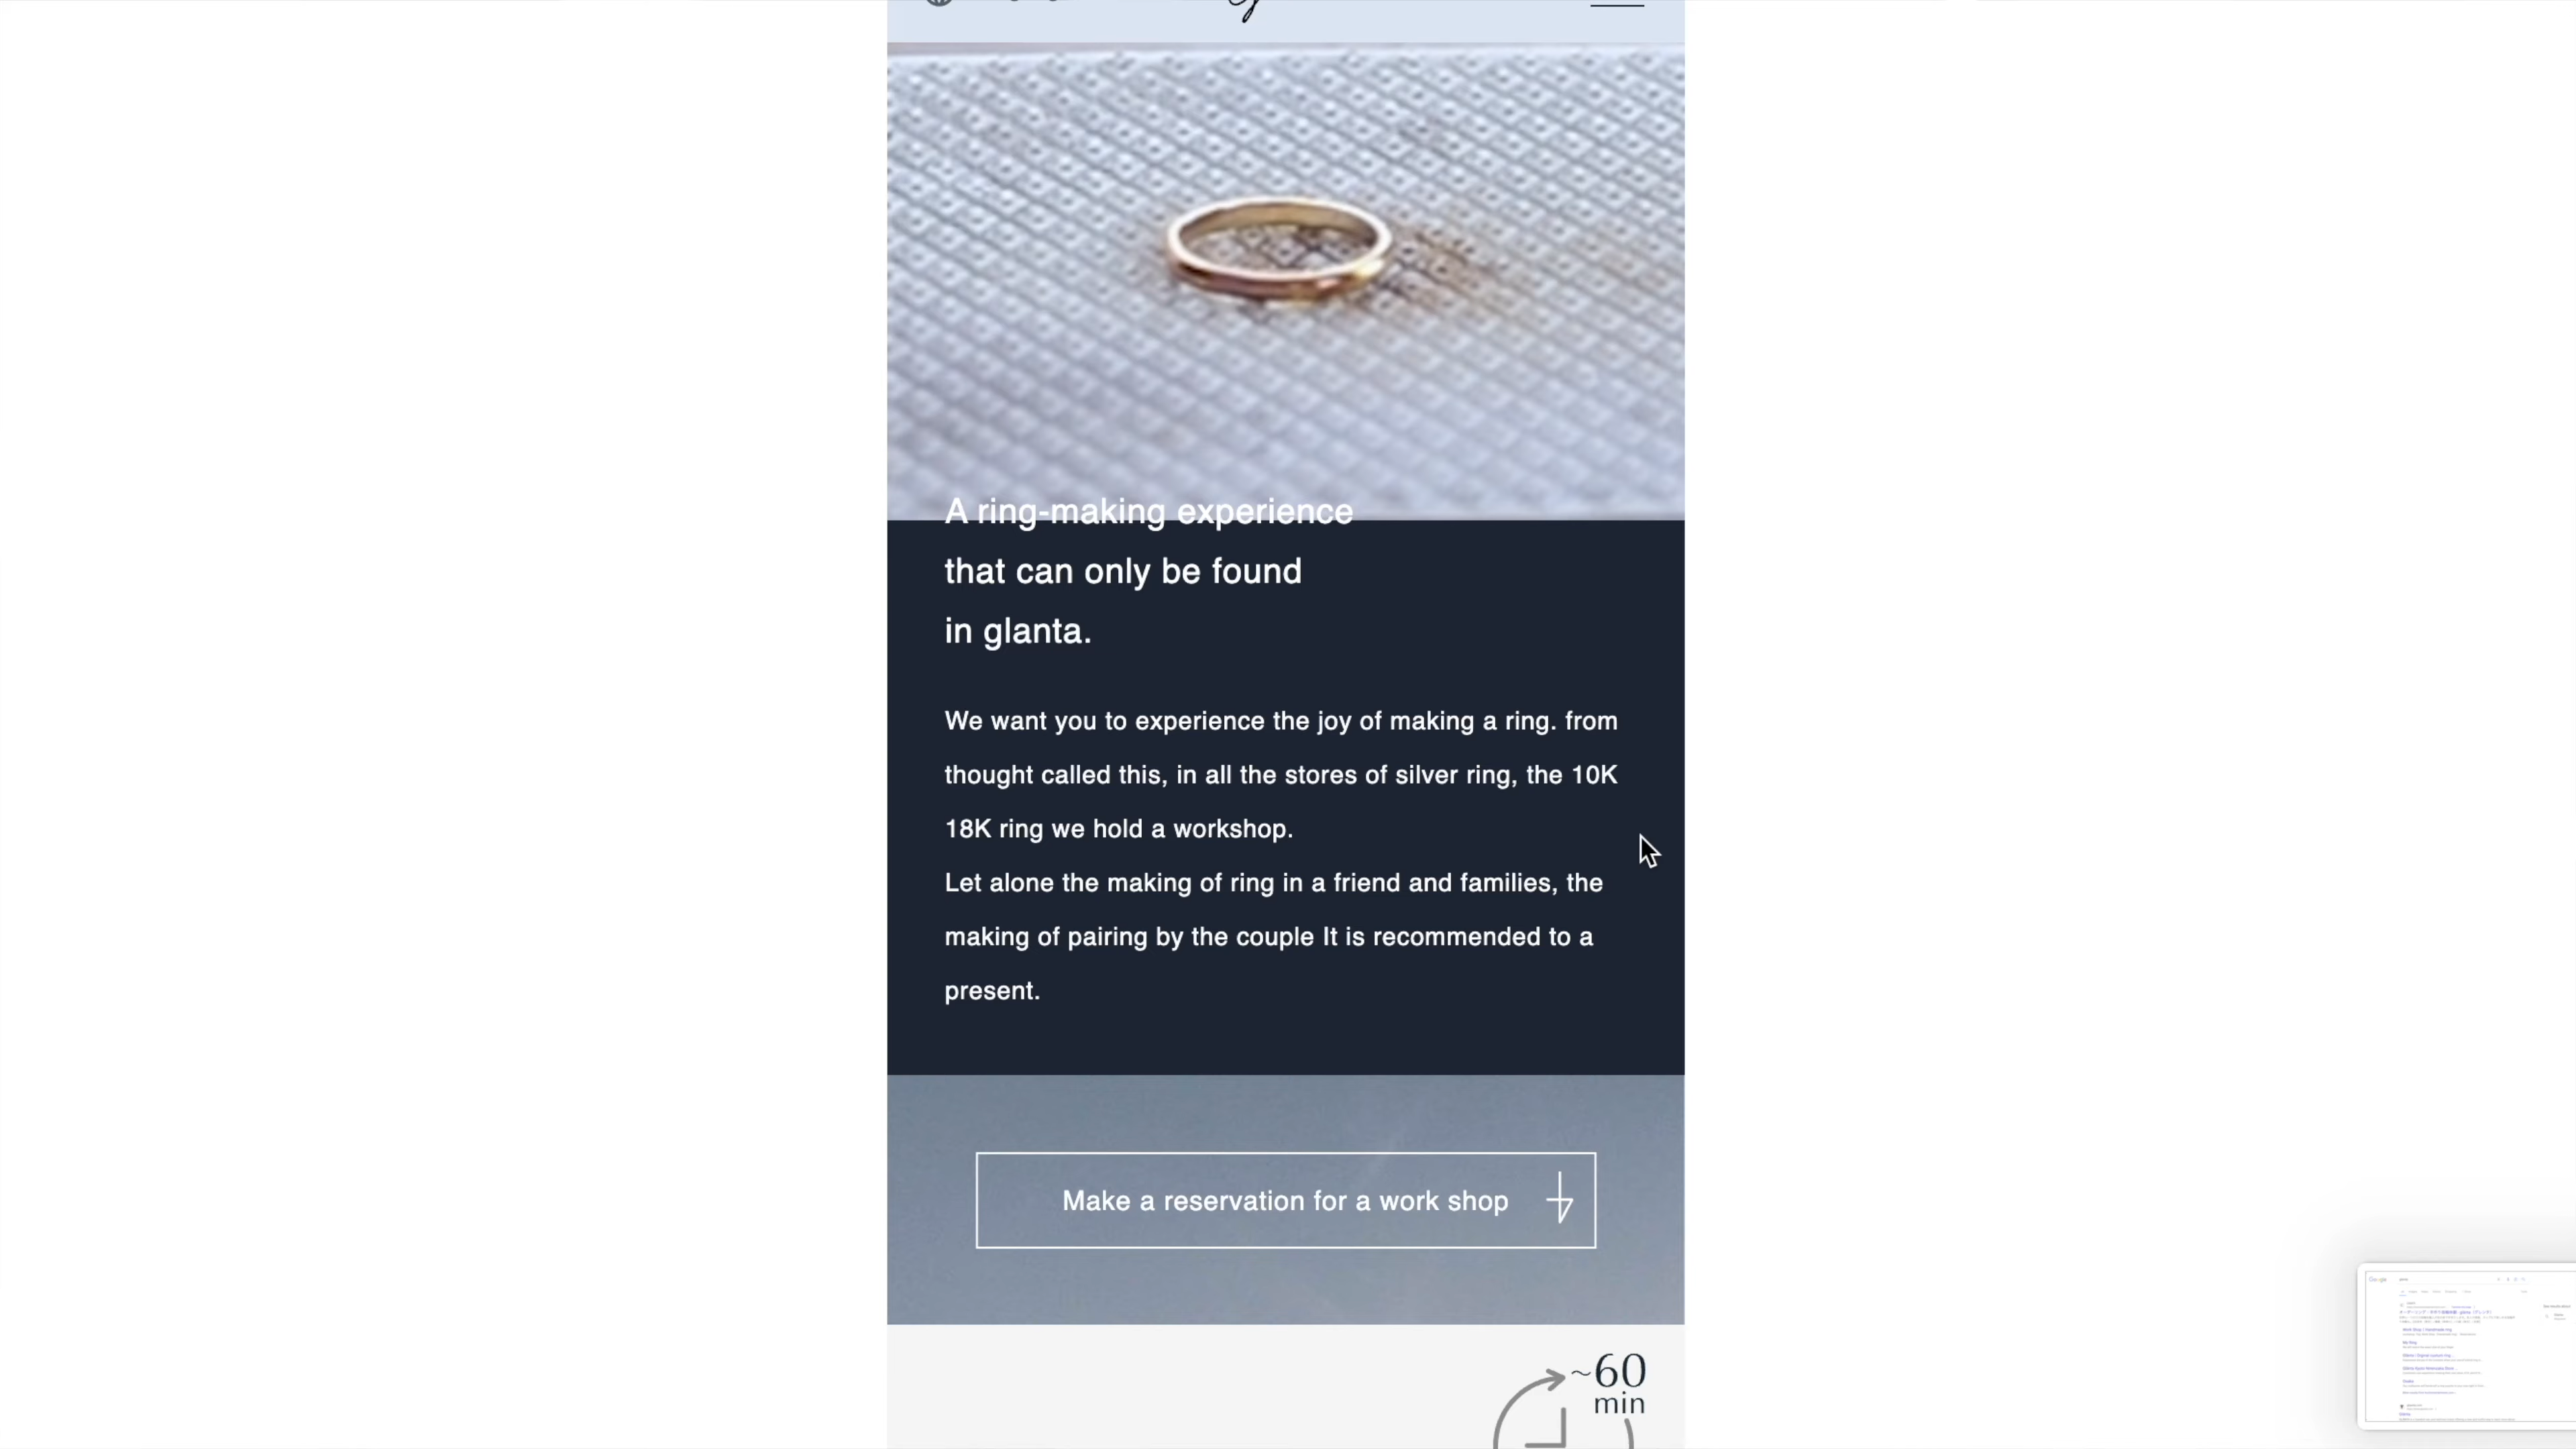 A ring-making experience
that can only be found
in glanta.
We want you to experience the joy of making a ring. from
thought called this, in all the stores of silver ring, the 10K
18K ring we hold a workshop.
Let alone the making of ring in a friend and families, the
making of pairing by the couple It is recommended to a
present.
Make a reservation for a work shop
~60
min
Google